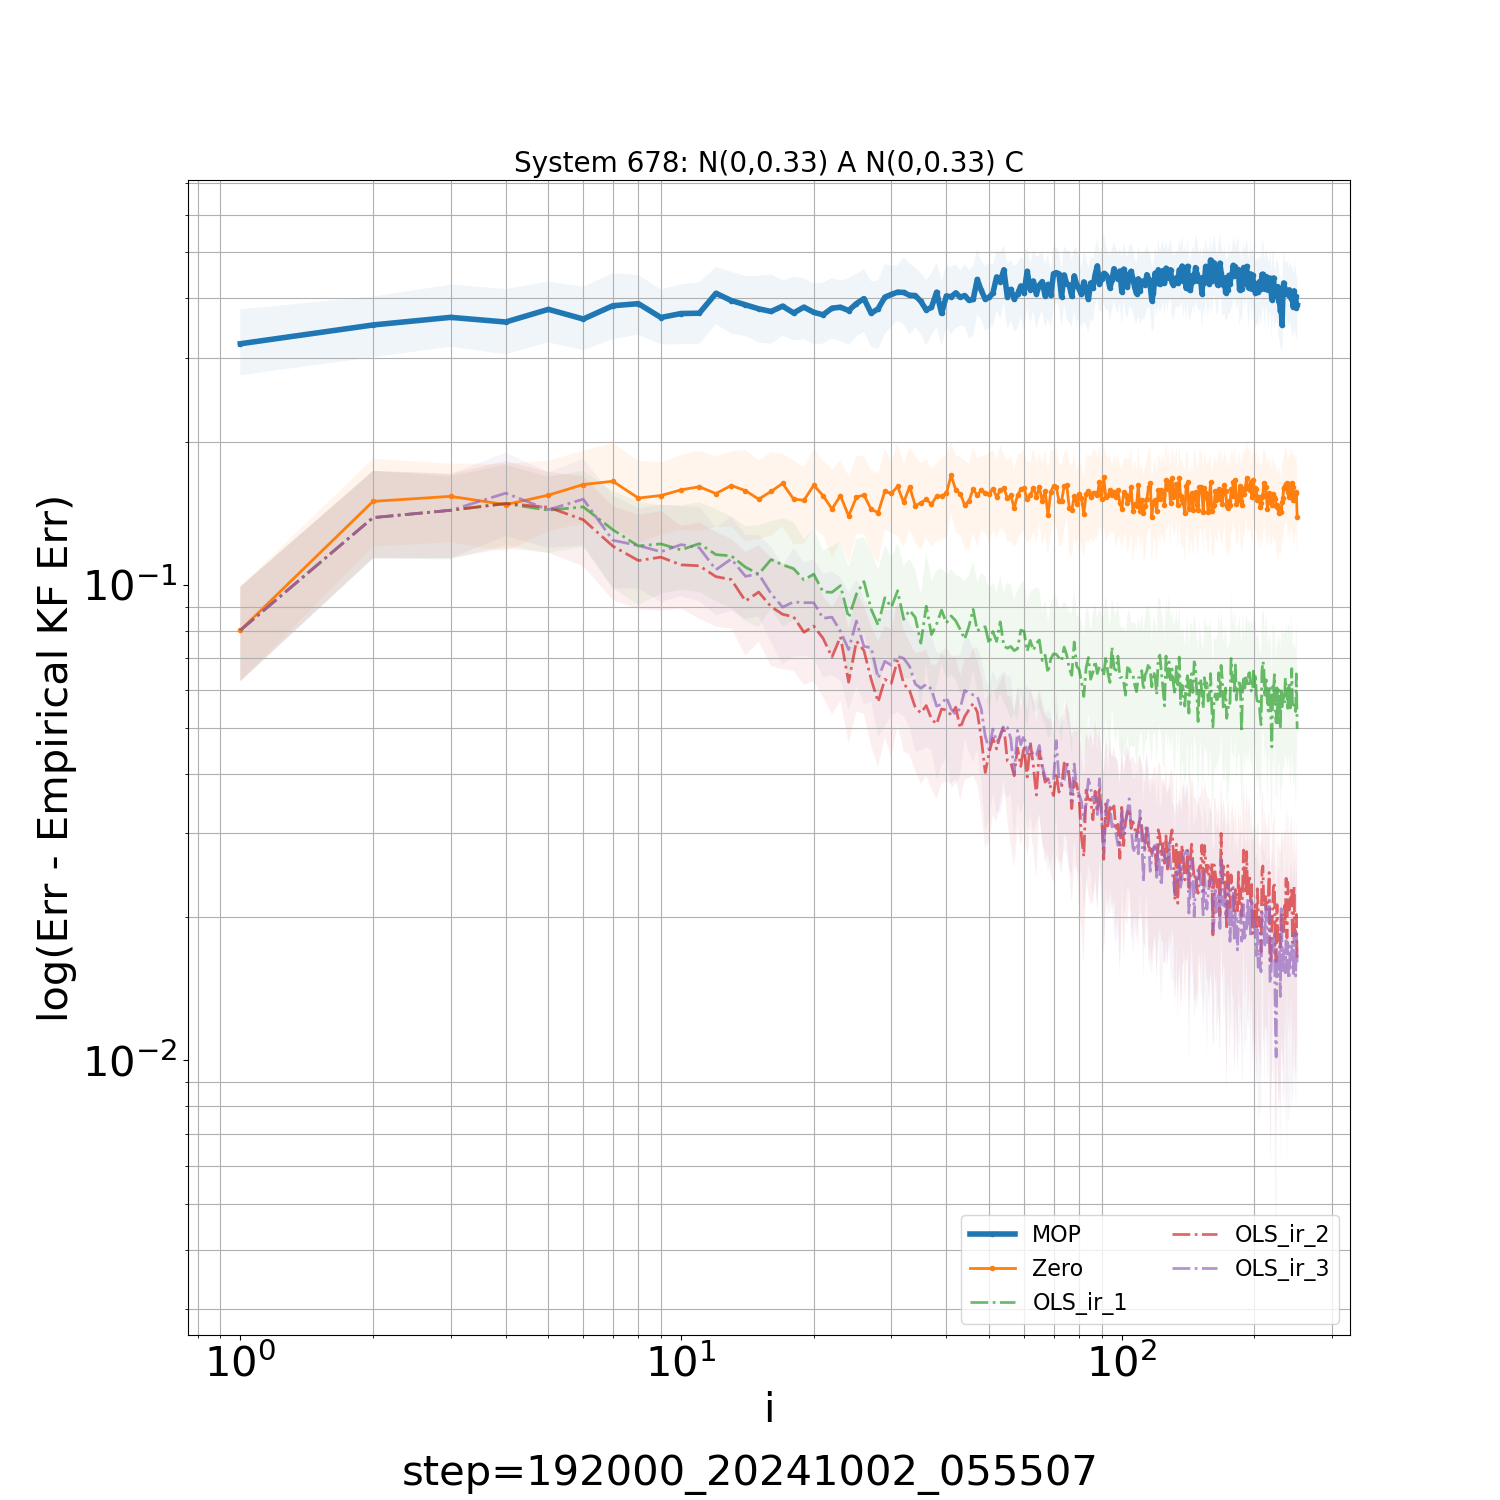 System 678: N(0,0.33) A N(0,0.33) C
log(Err - Empirical KF Err)
10⁻¹
10⁻²
MOP
Zero
OLS_ir_1
OLS_ir_2
OLS_ir_3
10⁰
10¹
10²
i
step=192000_20241002_055507